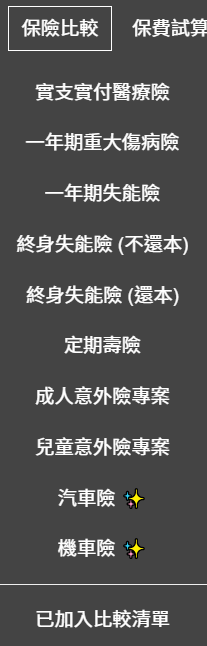 保險比較 保費試算
實支實付醫療險
一年期重大傷病險
一年期失能險
終身失能險 (不還本)
終身失能險 (還本)
定期壽險
成人意外險專案
兒童意外險專案
汽車險 ✨
機車險 ✨
已加入比較清單